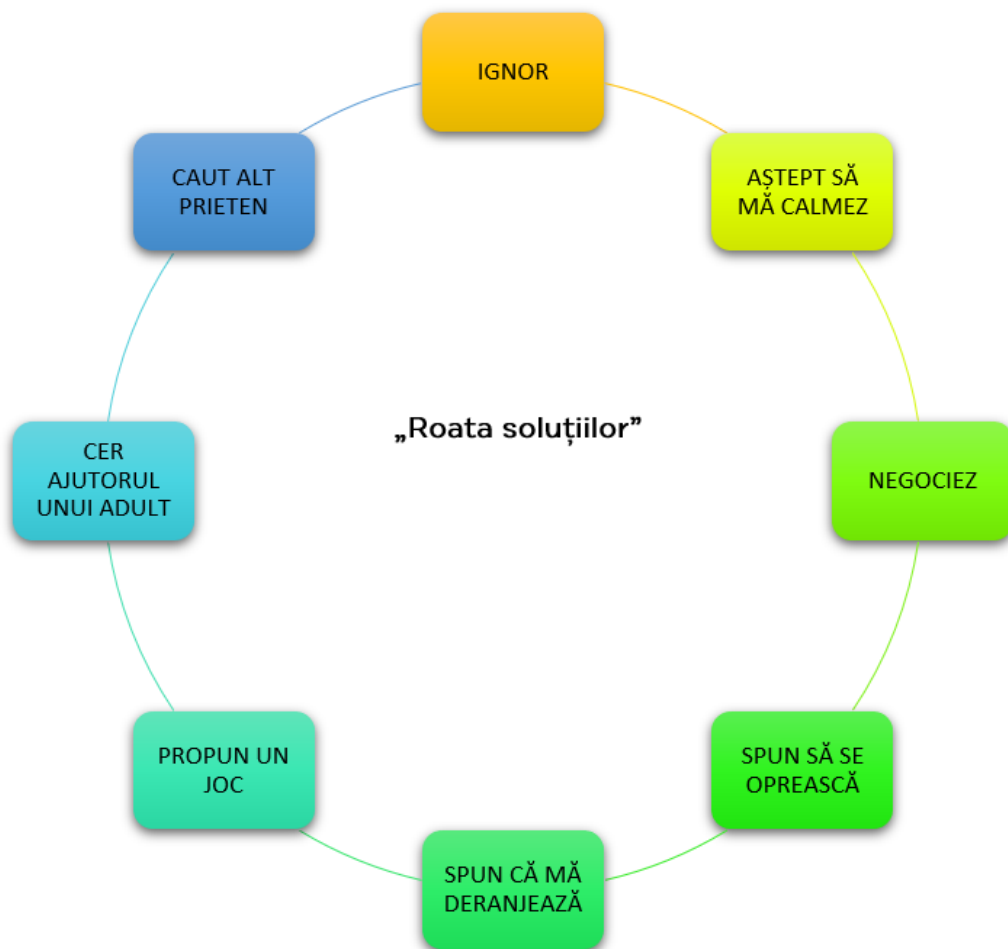 IGNOR
AȘTEPT SĂ
MĂ CALMEZ
NEGOCIEZ
SPUN SĂ SE
OPREASCĂ
SPUN CĂ MĂ
DERANJEAZĂ
PROPUN UN
JOC
CER
AJUTORUL
UNUI ADULT
CAUT ALT
PRIETEN
„Roata soluțiilor”